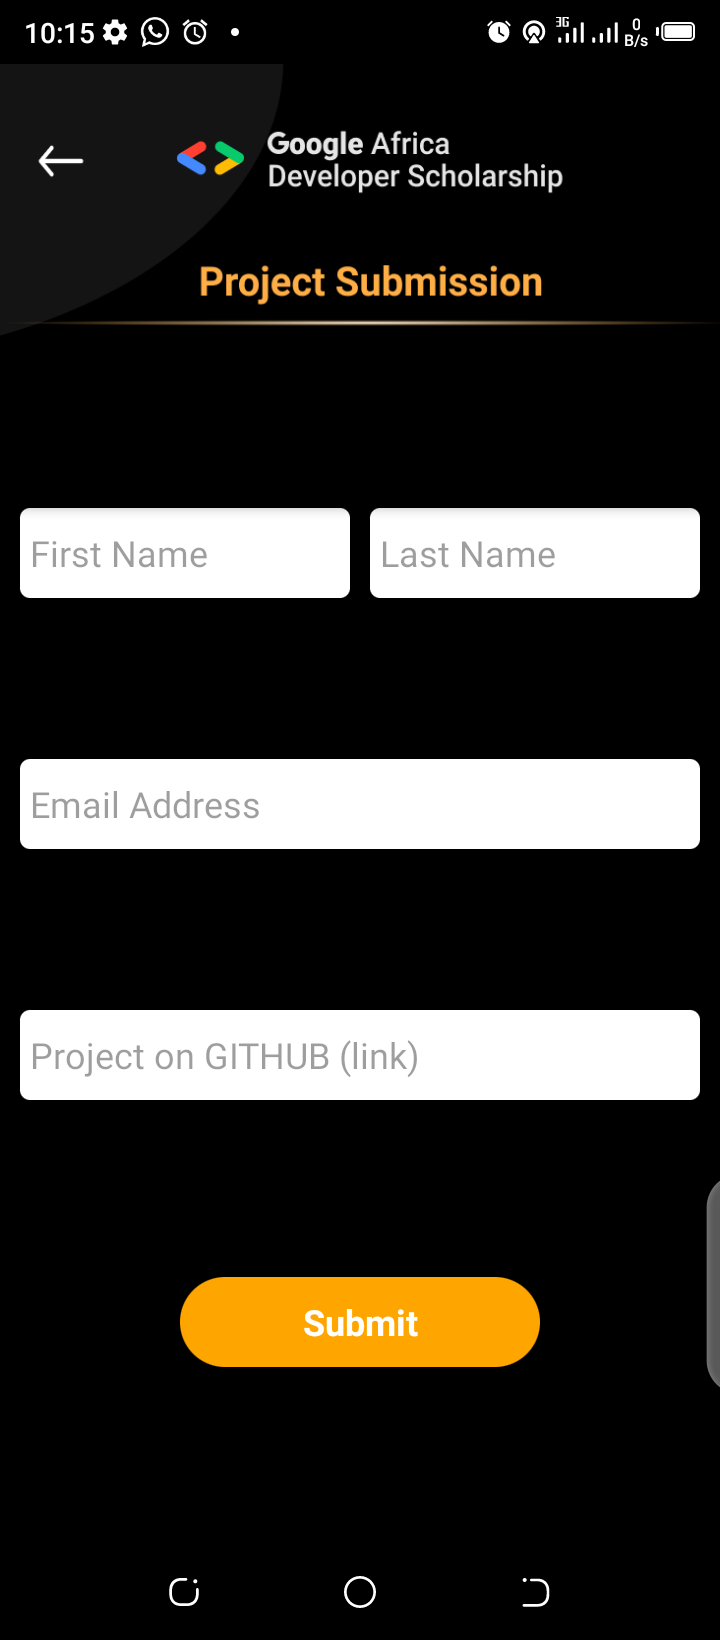 10:15
3G
0
B/s
Google Africa
Developer Scholarship
Project Submission
First Name
Last Name
Email Address
Project on GITHUB (link)
Submit